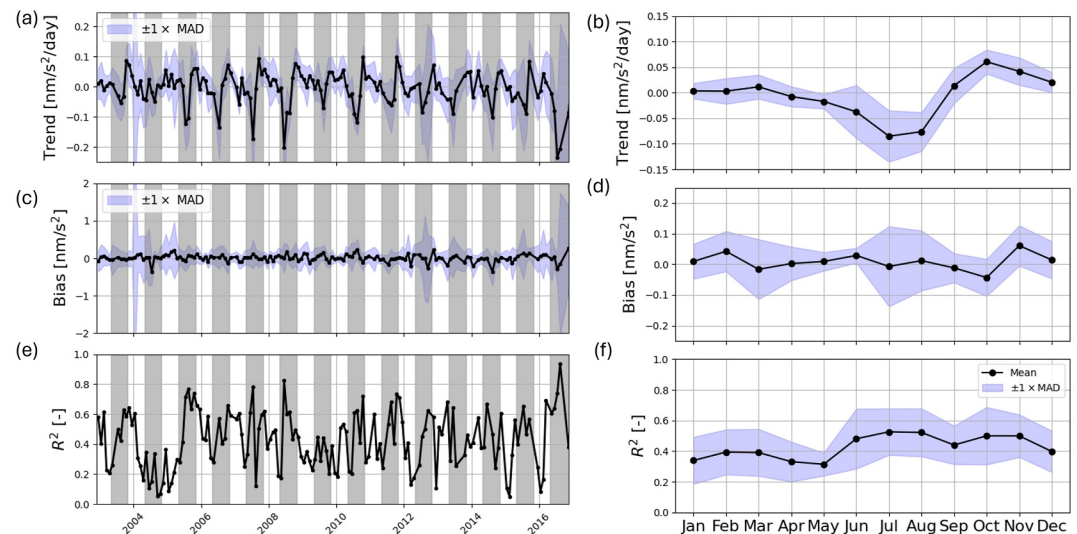 (a)
Trend [nm/s²/day]
0.2
0.1
0.0
−0.1
−0.2
±1 × MAD
(b)
Trend [nm/s²/day]
0.15
0.10
0.05
0.00
−0.05
−0.10
−0.15
(c)
Bias [nm/s²]
2
1
0
−1
−2
±1 × MAD
(d)
Bias [nm/s²]
0.2
0.1
0.0
−0.1
−0.2
(e)
R² [-]
1.0
0.8
0.6
0.4
0.2
0.0
2004
2006
2008
2010
2012
2014
2016
(f)
R² [-]
1.0
0.8
0.6
0.4
0.2
0.0
Mean
±1 × MAD
Jan Feb Mar Apr May Jun Jul Aug Sep Oct Nov Dec